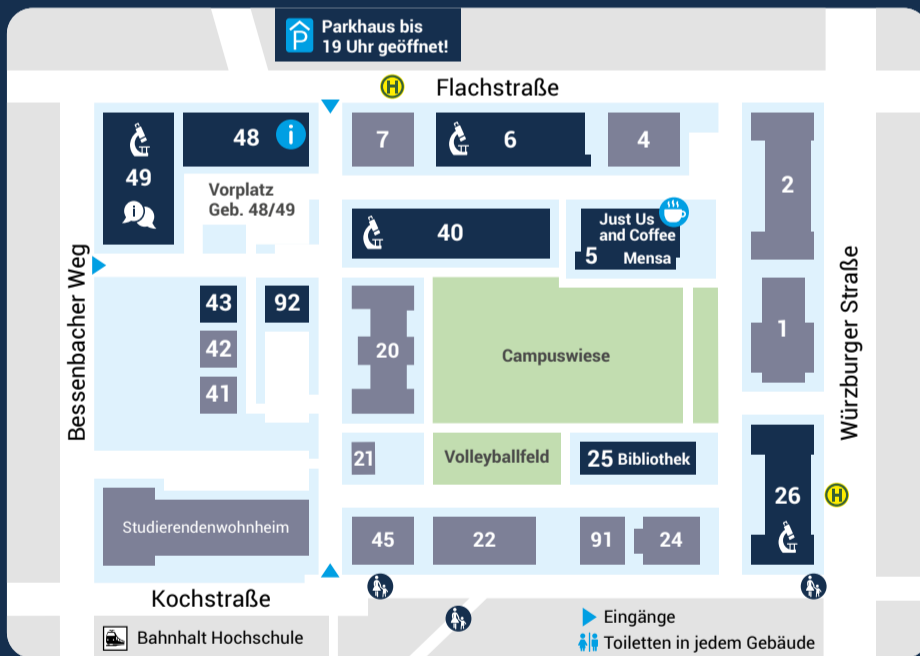 P
Parkhaus bis
19 Uhr geöffnet!
H
Flachstraße
49
48
i
i
Vorplatz
Geb. 48/49
7
6
4
2
40
Just Us
and Coffee
5 Mensa
Bessenbacher Weg
43
92
42
41
20
Campuswiese
1
Würzburger Straße
21
Volleyballfeld
25 Bibliothek
26
H
Studierendenwohnheim
45
22
91
24
Kochstraße
Bahnhalt Hochschule
Eingänge
Toiletten in jedem Gebäude